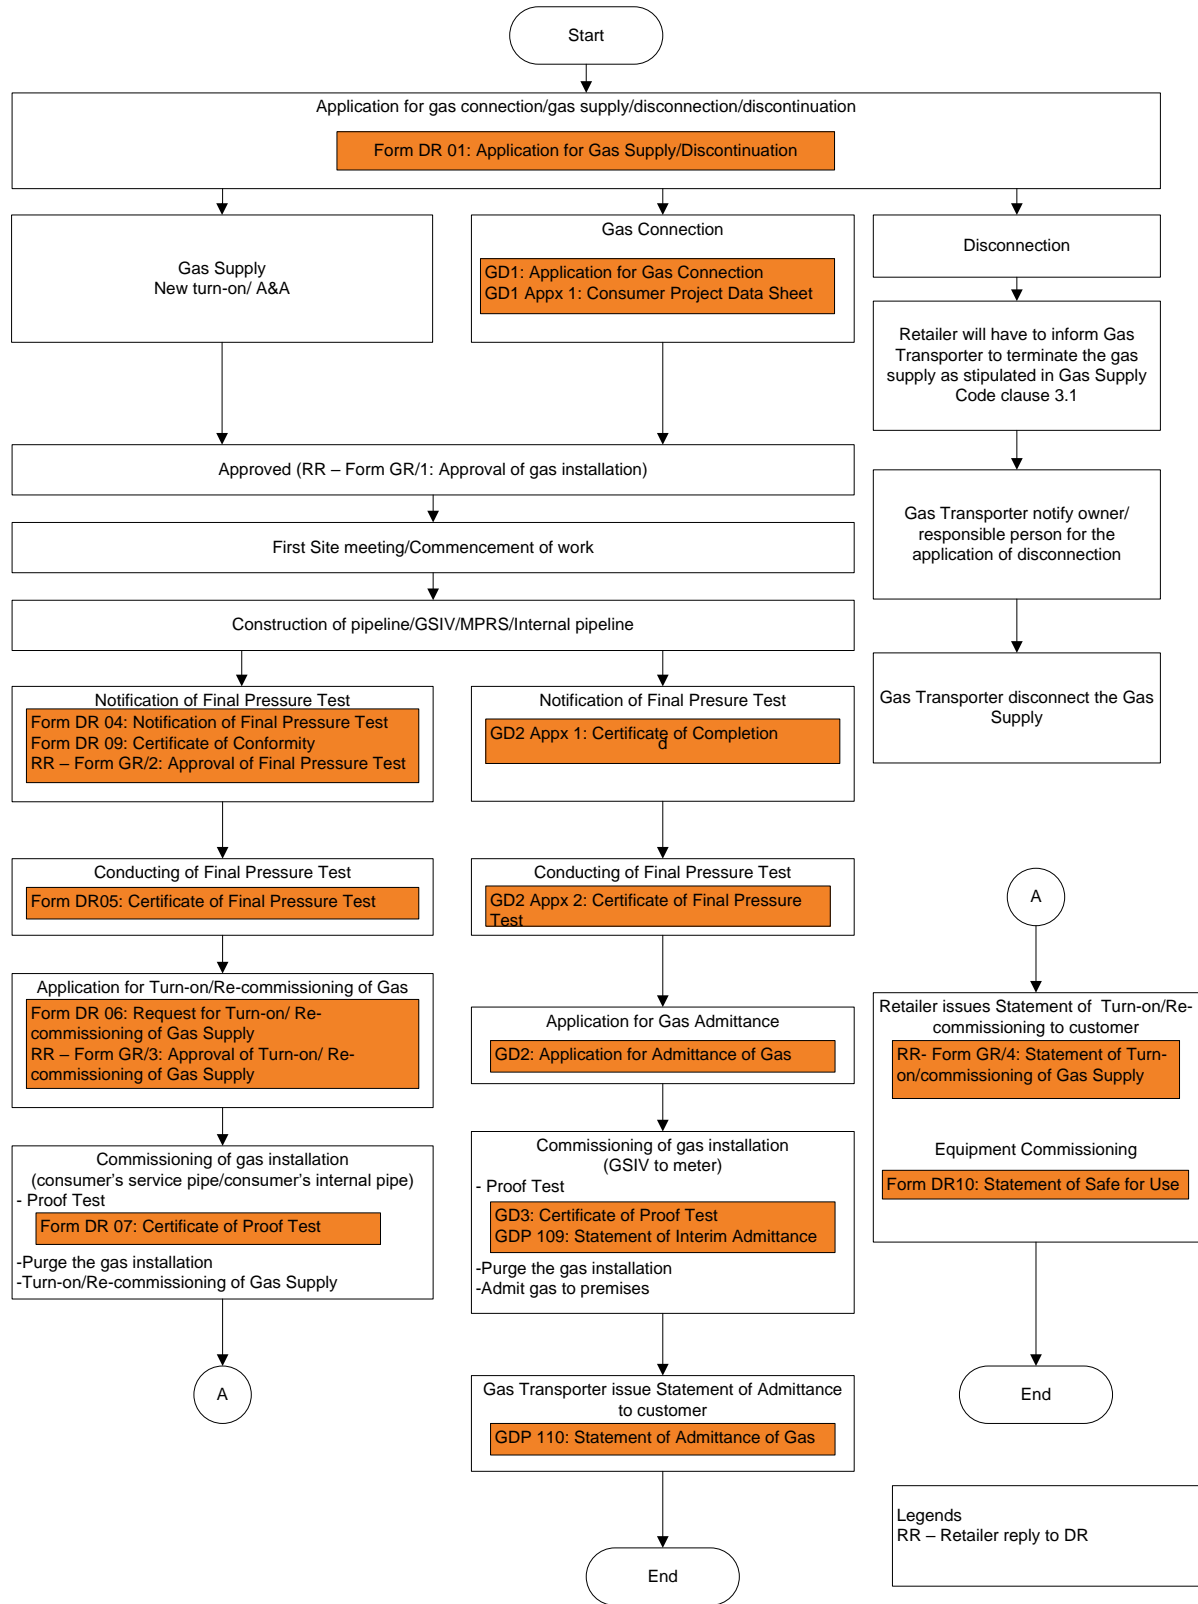 Start
Application for gas connection/gas supply/disconnection/discontinuation
Form DR 01: Application for Gas Supply/Discontinuation
Gas Supply
New turn-on/ A&A
Gas Connection
GD1: Application for Gas Connection
GD1 Appx 1: Consumer Project Data Sheet
Disconnection
Retailer will have to inform Gas
Transporter to terminate the gas
supply as stipulated in Gas Supply
Code clause 3.1
Approved (RR – Form GR/1: Approval of gas installation)
Gas Transporter notify owner/
responsible person for the
application of disconnection
First Site meeting/Commencement of work
Construction of pipeline/GSIV/MPRS/Internal pipeline
Gas Transporter disconnect the Gas
Supply
Notification of Final Pressure Test
Form DR 04: Notification of Final Pressure Test
Form DR 09: Certificate of Conformity
RR – Form GR/2: Approval of Final Pressure Test
Notification of Final Pressure Test
GD2 Appx 1: Certificate of Completion
d
Conducting of Final Pressure Test
Form DR05: Certificate of Final Pressure Test
Conducting of Final Pressure Test
GD2 Appx 2: Certificate of Final Pressure
Test
A
Application for Turn-on/Re-commissioning of Gas
Form DR 06: Request for Turn-on/ Re-
commissioning of Gas Supply
RR – Form GR/3: Approval of Turn-on/ Re-
commissioning of Gas Supply
Application for Gas Admittance
GD2: Application for Admittance of Gas
Retailer issues Statement of  Turn-on/Re-
commissioning to customer
RR- Form GR/4: Statement of Turn-
on/commissioning of Gas Supply
Equipment Commissioning
Form DR10: Statement of Safe for Use
Commissioning of gas installation
(consumer's service pipe/consumer's internal pipe)
- Proof Test
Form DR 07: Certificate of Proof Test
-Purge the gas installation
-Turn-on/Re-commissioning of Gas Supply
Commissioning of gas installation
(GSIV to meter)
- Proof Test
GD3: Certificate of Proof Test
GDP 109: Statement of Interim Admittance
-Purge the gas installation
-Admit gas to premises
A
Gas Transporter issue Statement of Admittance
to customer
GDP 110: Statement of Admittance of Gas
End
End
Legends
RR – Retailer reply to DR